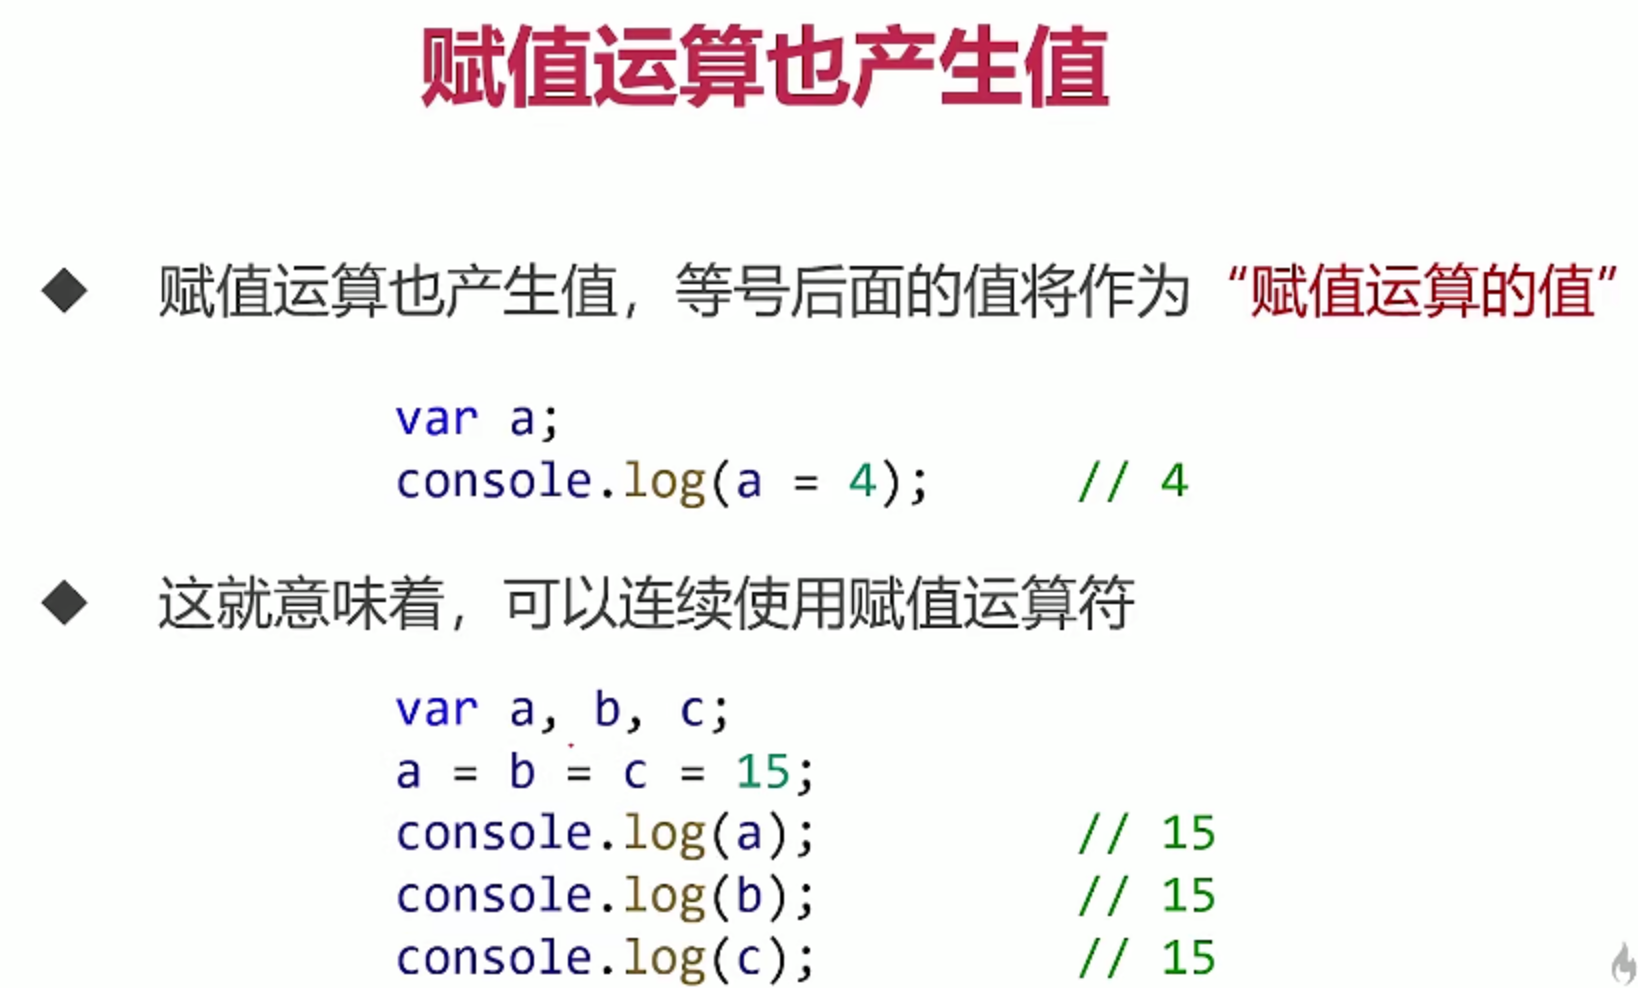 赋值运算也产生值
赋值运算也产生值，等号后面的值将作为“赋值运算的值”
var a;
console.log(a = 4); // 4
这就意味着，可以连续使用赋值运算符
var a, b, c;
a = b = c = 15;
console.log(a); // 15
console.log(b); // 15
console.log(c); // 15